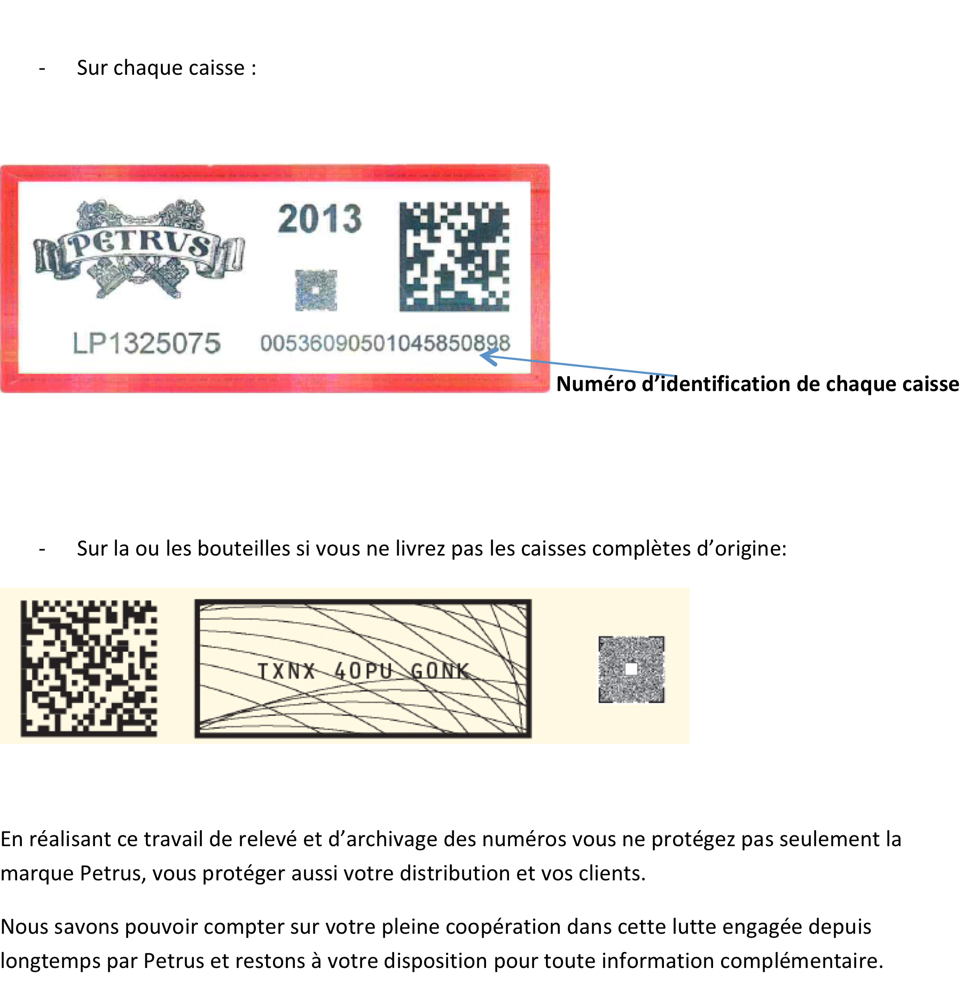 - Sur chaque caisse :
PETRVS
2013
LP1325075
00536090501045850898
Numéro d’identification de chaque caisse
- Sur la ou les bouteilles si vous ne livrez pas les caisses complètes d’origine:
TXNX 40PU G0NK
En réalisant ce travail de relevé et d’archivage des numéros vous ne protégez pas seulement la
marque Petrus, vous protéger aussi votre distribution et vos clients.
Nous savons pouvoir compter sur votre pleine coopération dans cette lutte engagée depuis
longtemps par Petrus et restons à votre disposition pour toute information complémentaire.